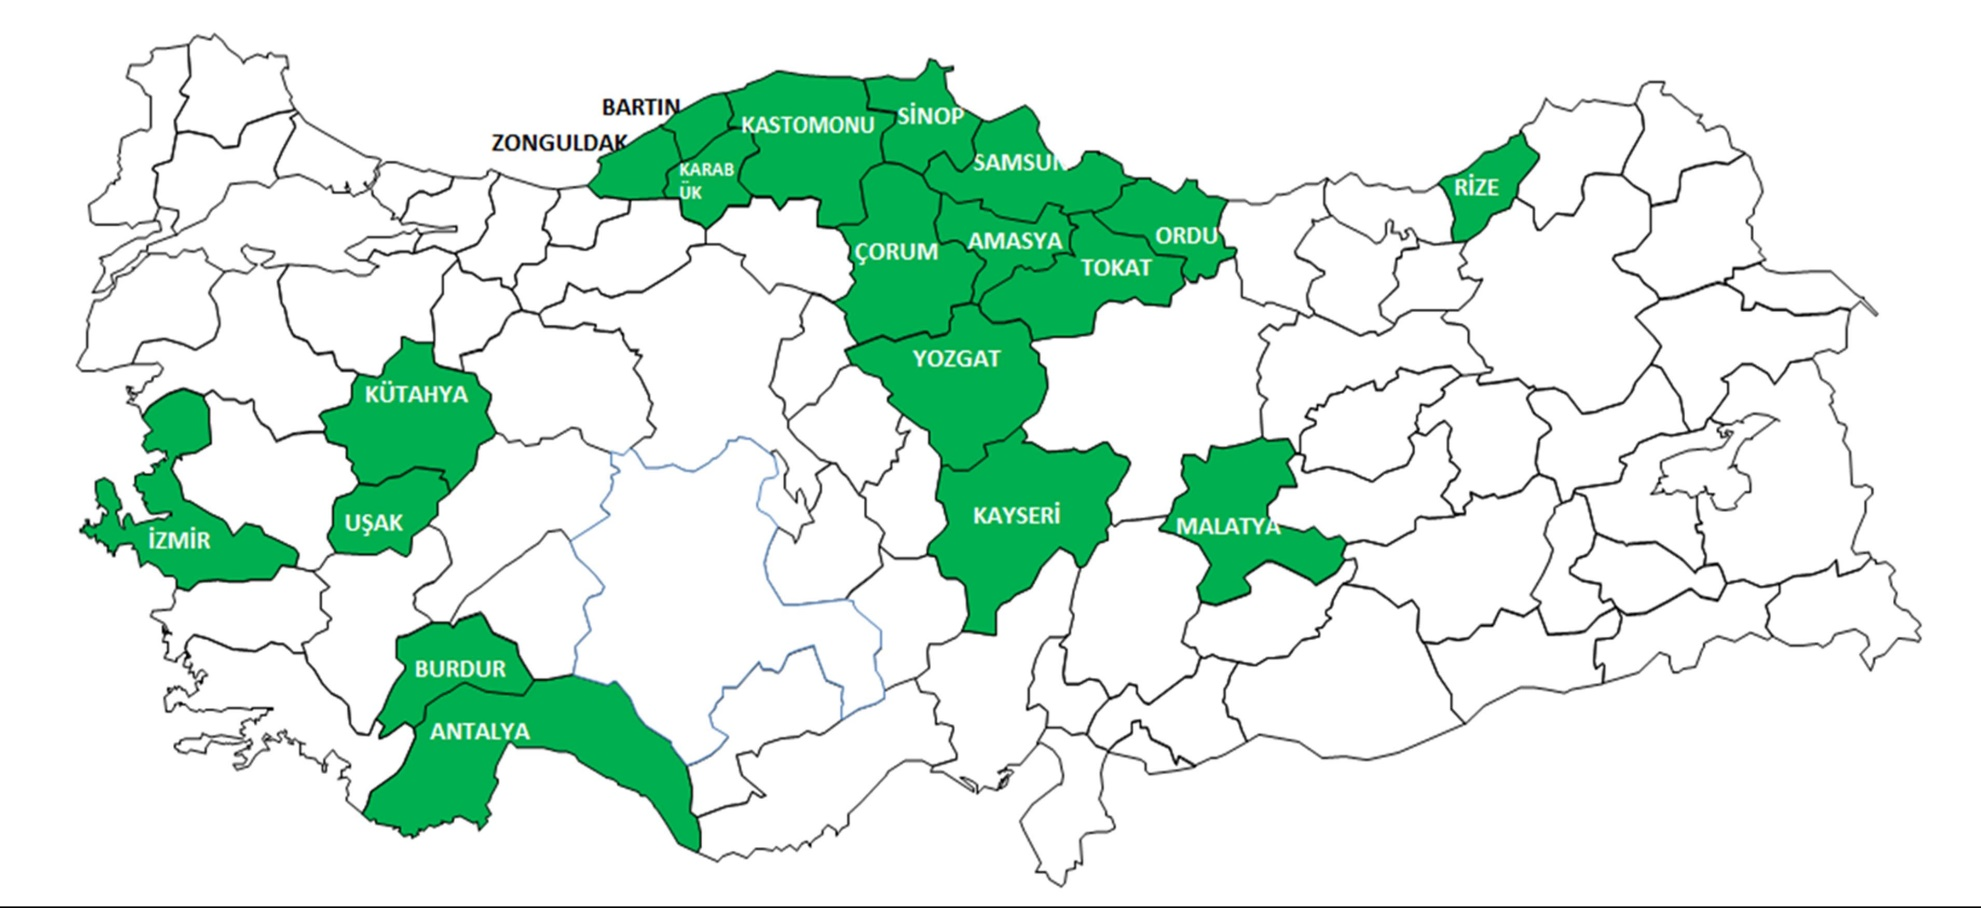 BARTIN
ZONGULDAK
KASTOMONU
SİNOP
KARAB
ÜK
SAMSUN
RİZE
ÇORUM
AMASYA
ORDU
TOKAT
YOZGAT
KÜTAHYA
UŞAK
İZMİR
KAYSERİ
MALATYA
BURDUR
ANTALYA